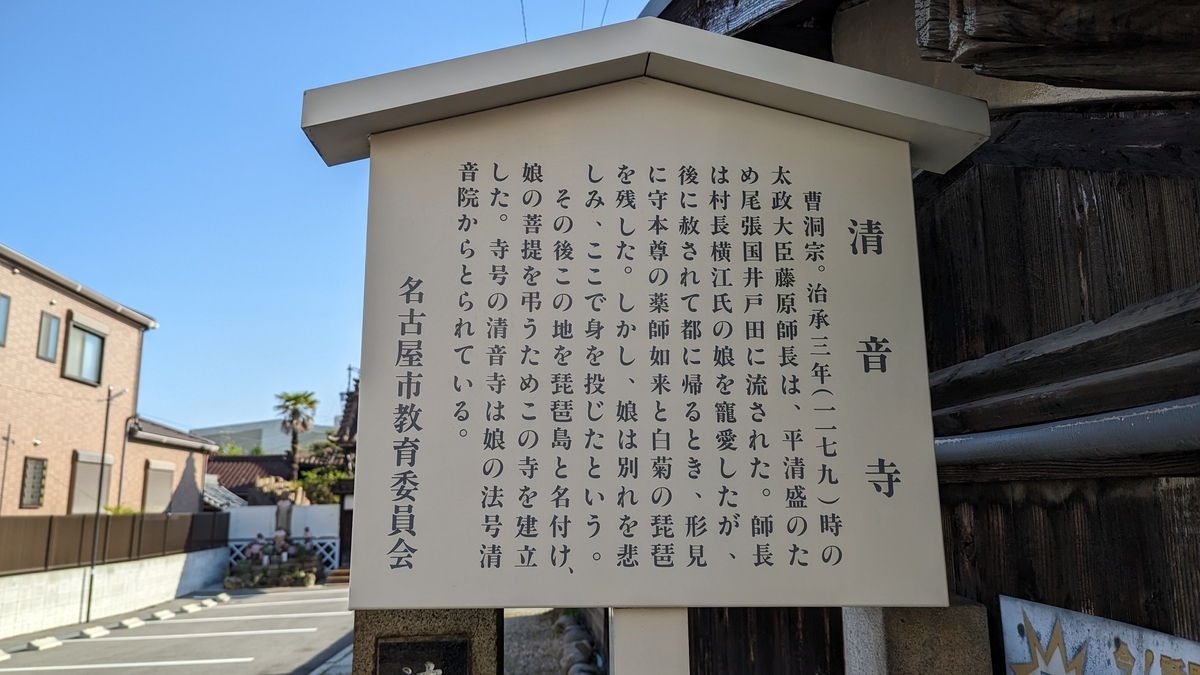 清音寺
曹洞宗。治承三年(一一七九)時の
太政大臣藤原師長は、平清盛のた
め尾張国井戸田に流された。師長
は村長横江氏の娘を寵愛したが、
後に赦されて都に帰るとき、形見
に守本尊の薬師如来と白菊の琵琶
を残した。しかし、娘は別れを悲
しみ、ここで身を投じたという。
その後この地を琵琶島と名付け、
娘の菩提を弔うためこの寺を建立
した。寺号の清音寺は娘の法号清
音院からとられている。
名古屋市教育委員会